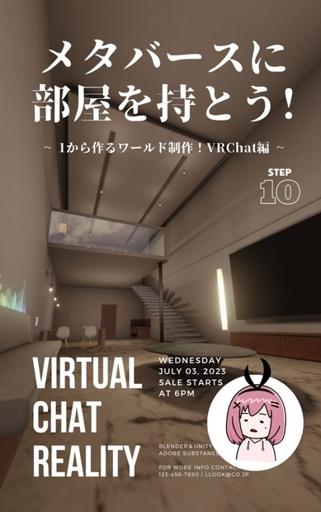 メタバースに
部屋を持とう!
~ 1から作るワールド制作!VRChat編 ~
STEP
10
VIRTUAL
CHAT
REALITY
WEDNESDAY
JULY 03, 2023
SALE STARTS
AT 6PM
BLENDER & UNITY
ADOBE SUBSTANCE
FOR MORE INFO CONTACT
123-456-7890 | LLOOK@CO.JP